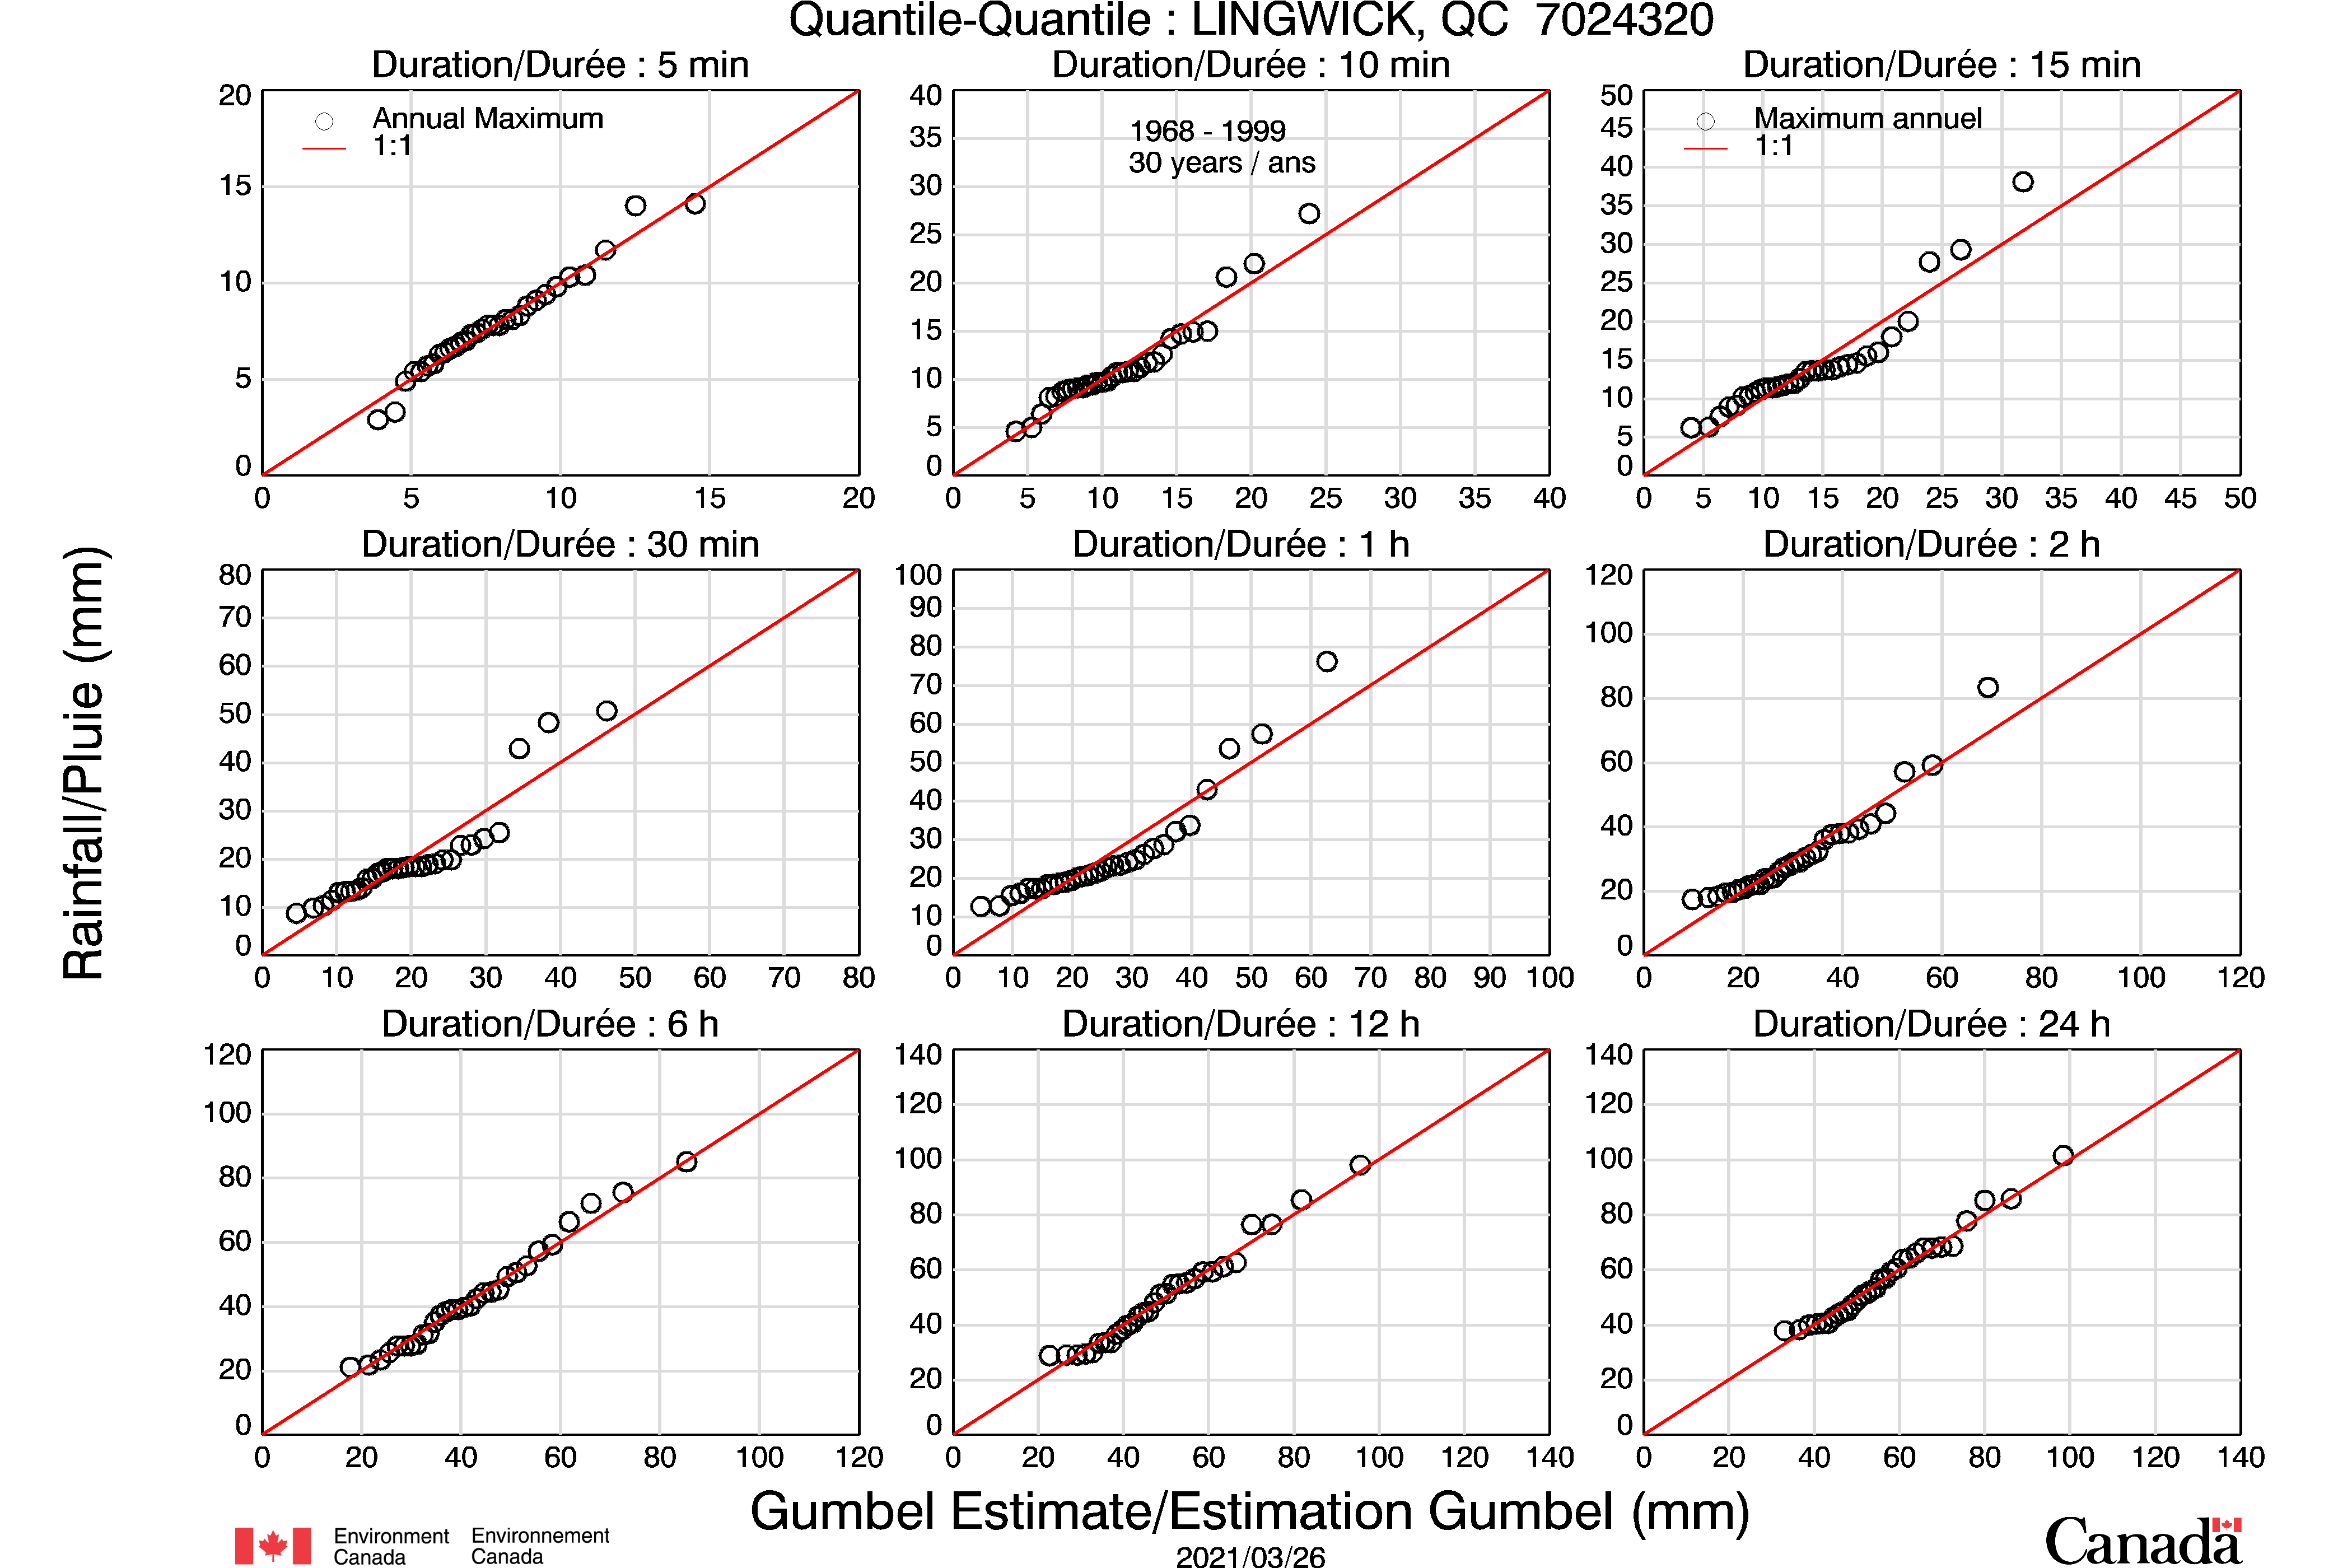 Quantile-Quantile : LINGWICK, QC 7024320
Duration/Durée : 5 min
20
15
10
5
0
0 5 10 15 20
Annual Maximum
1:1
Duration/Durée : 10 min
40
35
30
25
20
15
10
5
0
0 5 10 15 20 25 30 35 40
1968 - 1999
30 years / ans
Duration/Durée : 15 min
50
45
40
35
30
25
20
15
10
5
0
0 5 10 15 20 25 30 35 40 45 50
Maximum annuel
1:1
Rainfall/Pluie (mm)
Duration/Durée : 30 min
80
70
60
50
40
30
20
10
0
0 10 20 30 40 50 60 70 80
Duration/Durée : 1 h
100
90
80
70
60
50
40
30
20
10
0
0 10 20 30 40 50 60 70 80 90 100
Duration/Durée : 2 h
120
100
80
60
40
20
0
0 20 40 60 80 100 120
Duration/Durée : 6 h
120
100
80
60
40
20
0
0 20 40 60 80 100 120
Duration/Durée : 12 h
140
120
100
80
60
40
20
0
0 20 40 60 80 100 120 140
Duration/Durée : 24 h
140
120
100
80
60
40
20
0
0 20 40 60 80 100 120 140
Gumbel Estimate/Estimation Gumbel (mm)
Environment
Canada
Environnement
Canada
2021/03/26
Canada